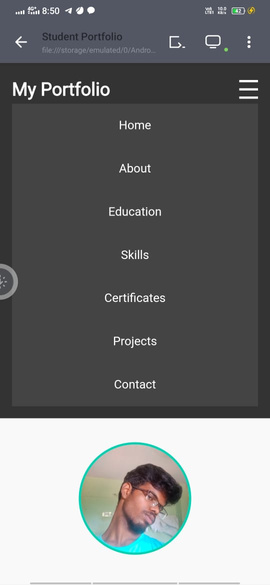 8:50
Student Portfolio
file:///storage/emulated/0/Andro...
My Portfolio
Home
About
Education
Skills
Certificates
Projects
Contact